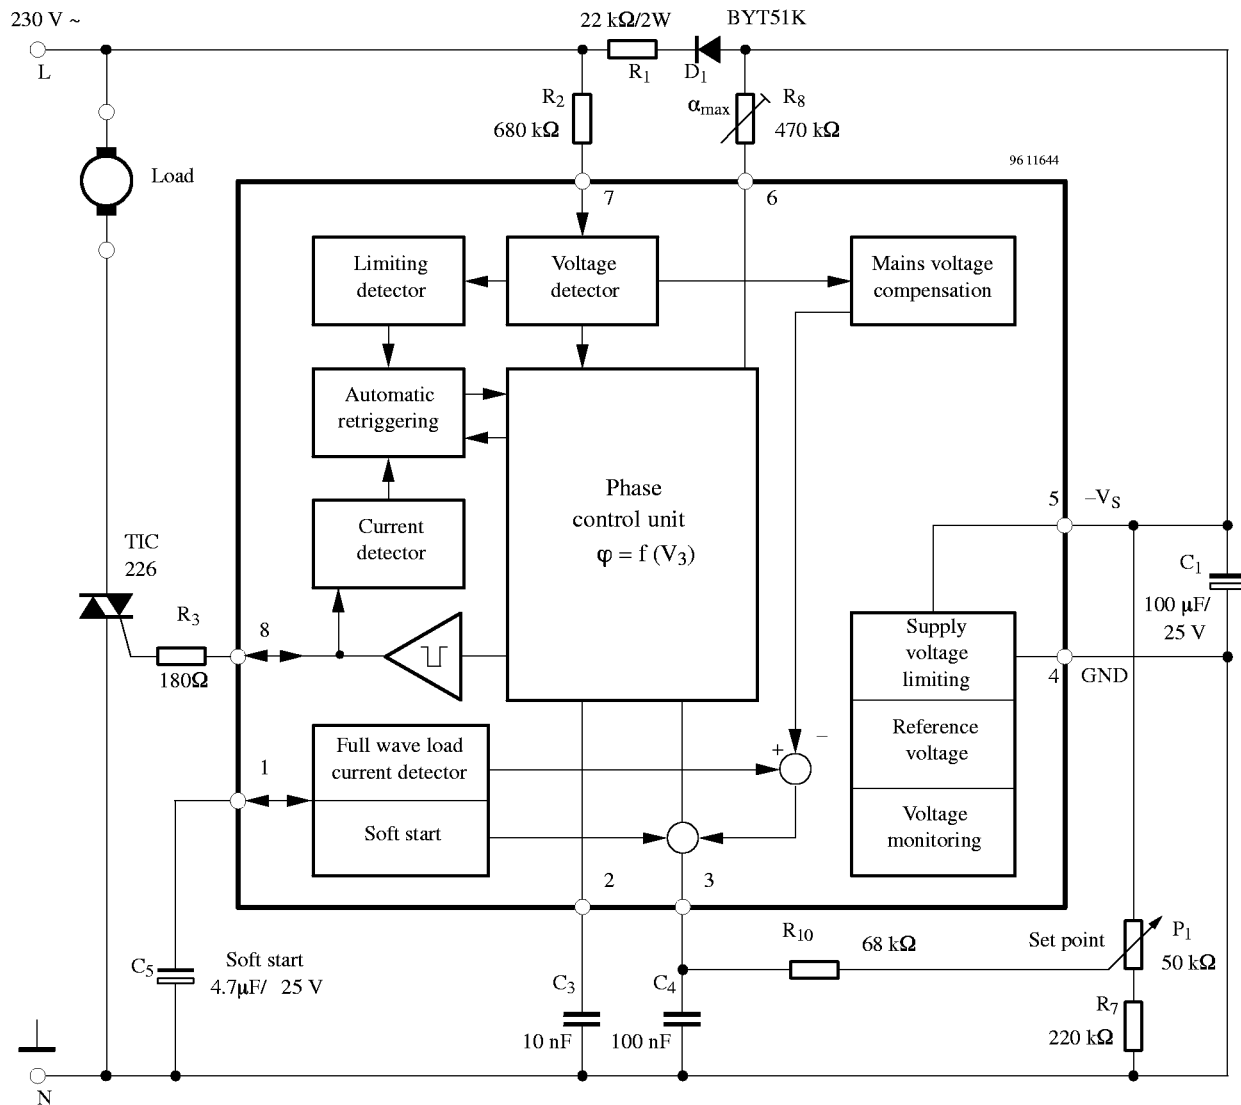 230 V ~
22 kΩ/2W
BYT51K
L
R1
D1
R2
680 kΩ
αmax
R8
470 kΩ
96 11644
Load
7
6
Limiting
detector
Voltage
detector
Mains voltage
compensation
Automatic
retriggering
Phase
control unit
φ = f (V3)
5
–VS
Current
detector
TIC
226
C1
100 μF/
25 V
R3
180Ω
8
Supply
voltage
limiting
4
GND
Reference
voltage
Voltage
monitoring
Full wave load
current detector
+
–
1
Soft start
2
3
R10
68 kΩ
Set point
P1
50 kΩ
C5
Soft start
4.7μF/ 25 V
C3
10 nF
C4
100 nF
R7
220 kΩ
N